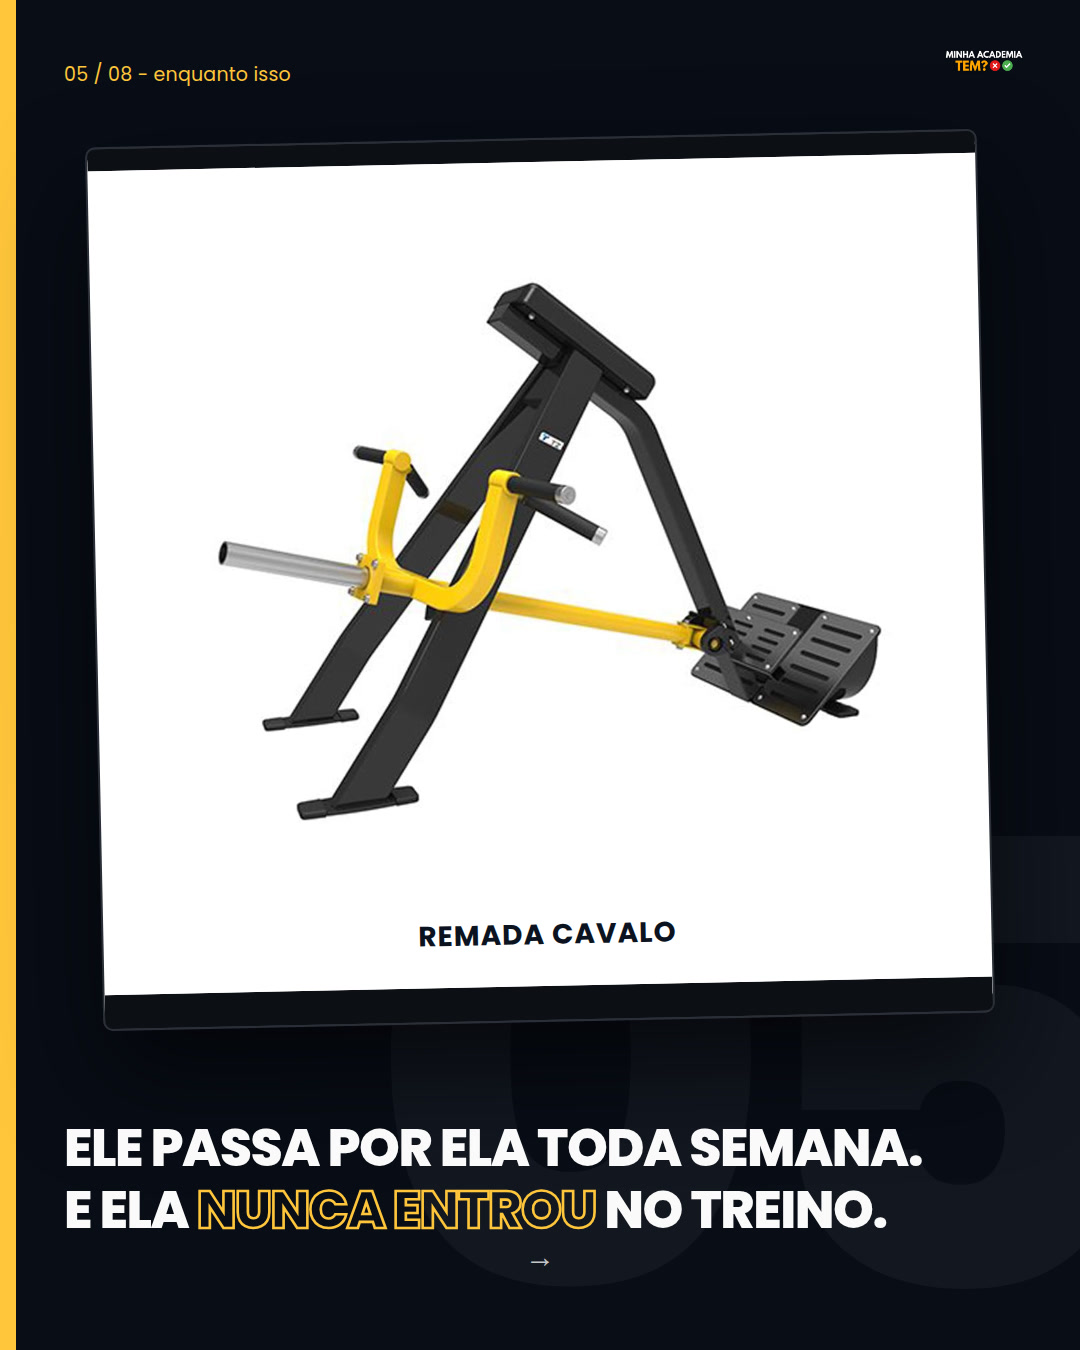 05 / 08 - enquanto isso
MINHA ACADEMIA
TEM?
REMADA CAVALO
05
ELE PASSA POR ELA TODA SEMANA.
E ELA NUNCA ENTROU NO TREINO.
→